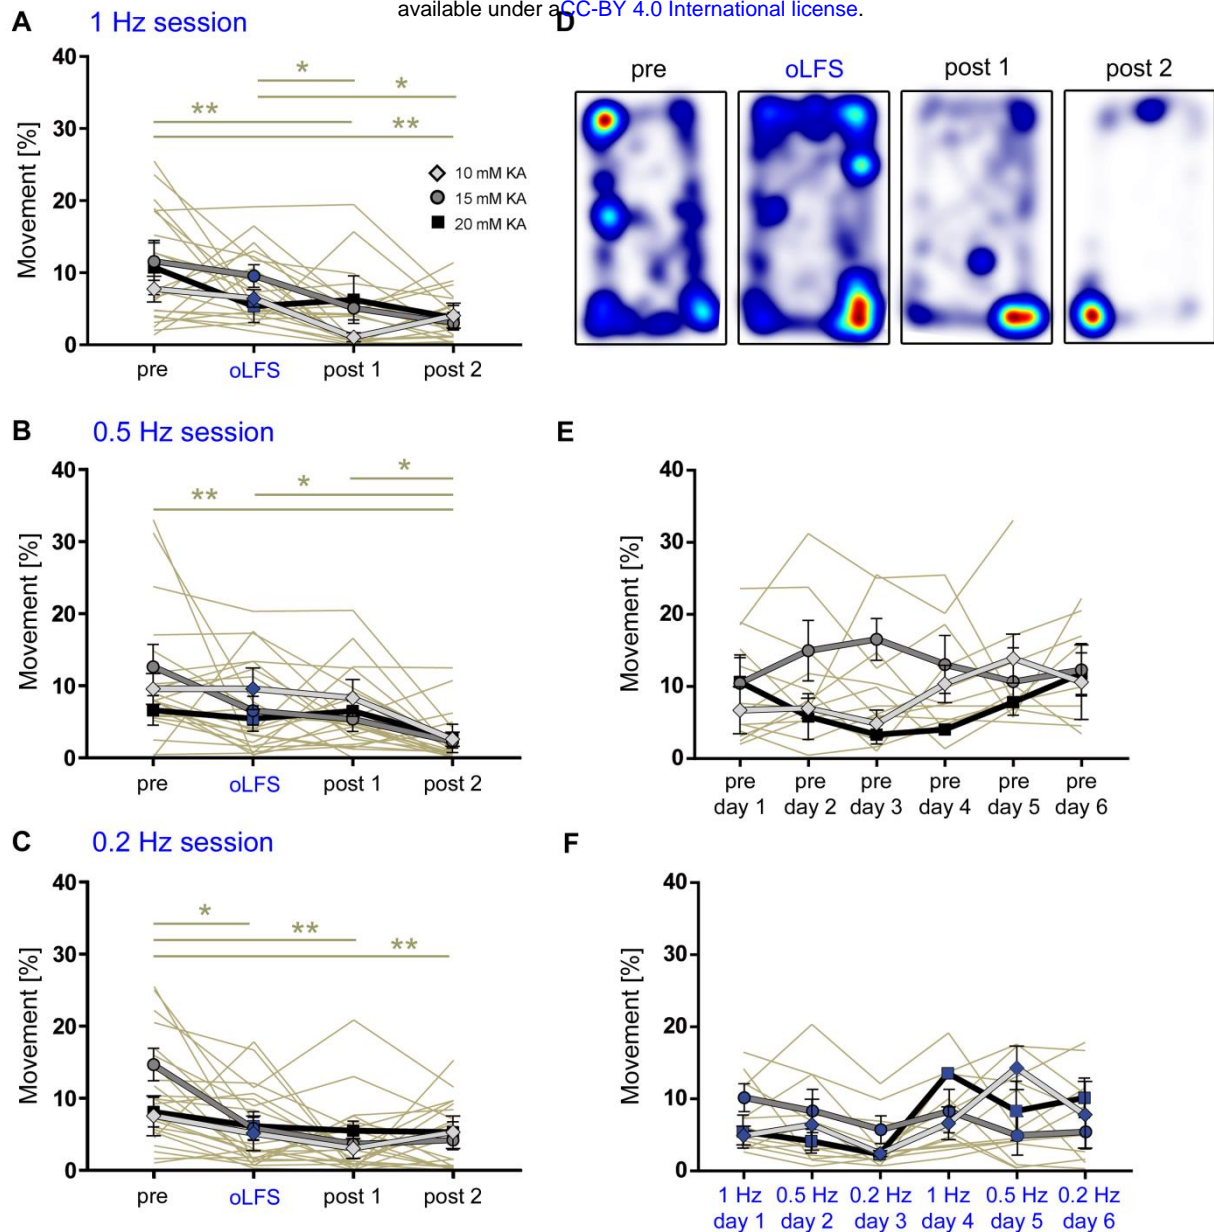 available under aCC-BY 4.0 International license.
A 1 Hz session
Movement [%]
40
30
20
10
0
* *
** **
10 mM KA
15 mM KA
20 mM KA
pre oLFS post 1 post 2
D
pre oLFS post 1 post 2
B 0.5 Hz session
Movement [%]
40
30
20
10
0
** * *
pre oLFS post 1 post 2
E
Movement [%]
40
30
20
10
0
pre pre pre pre pre pre
day 1 day 2 day 3 day 4 day 5 day 6
C 0.2 Hz session
Movement [%]
40
30
20
10
0
* ** **
pre oLFS post 1 post 2
F
Movement [%]
40
30
20
10
0
1 Hz 0.5 Hz 0.2 Hz 1 Hz 0.5 Hz 0.2 Hz
day 1 day 2 day 3 day 4 day 5 day 6